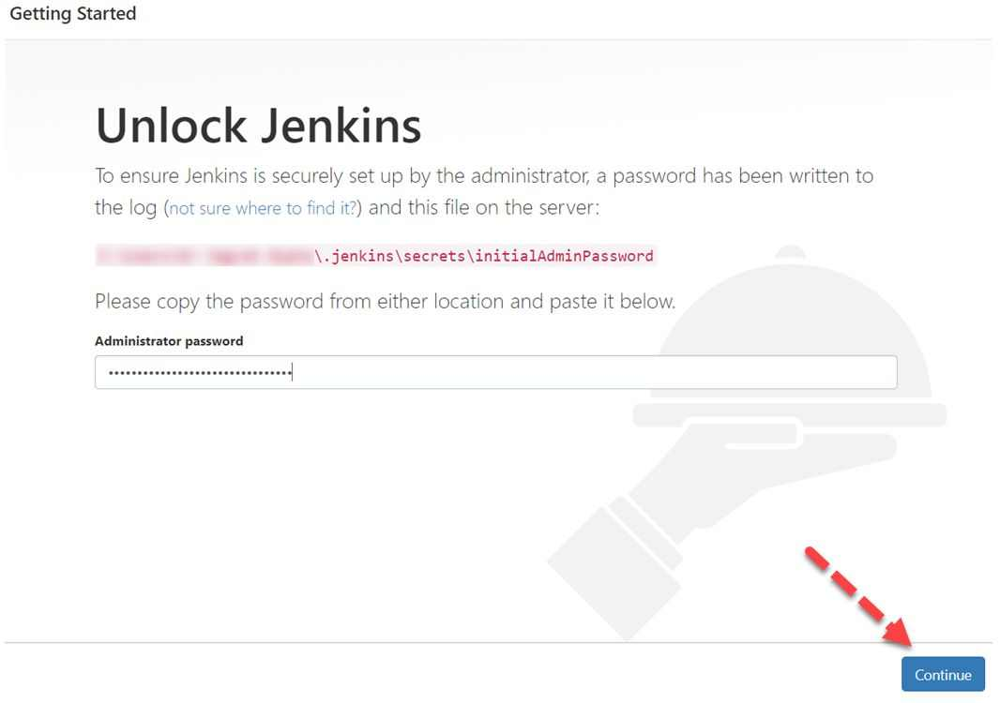 Getting Started
Unlock Jenkins
To ensure Jenkins is securely set up by the administrator, a password has been written to
the log (not sure where to find it?) and this file on the server:
\.jenkins\secrets\initialAdminPassword
Please copy the password from either location and paste it below.
Administrator password
Continue